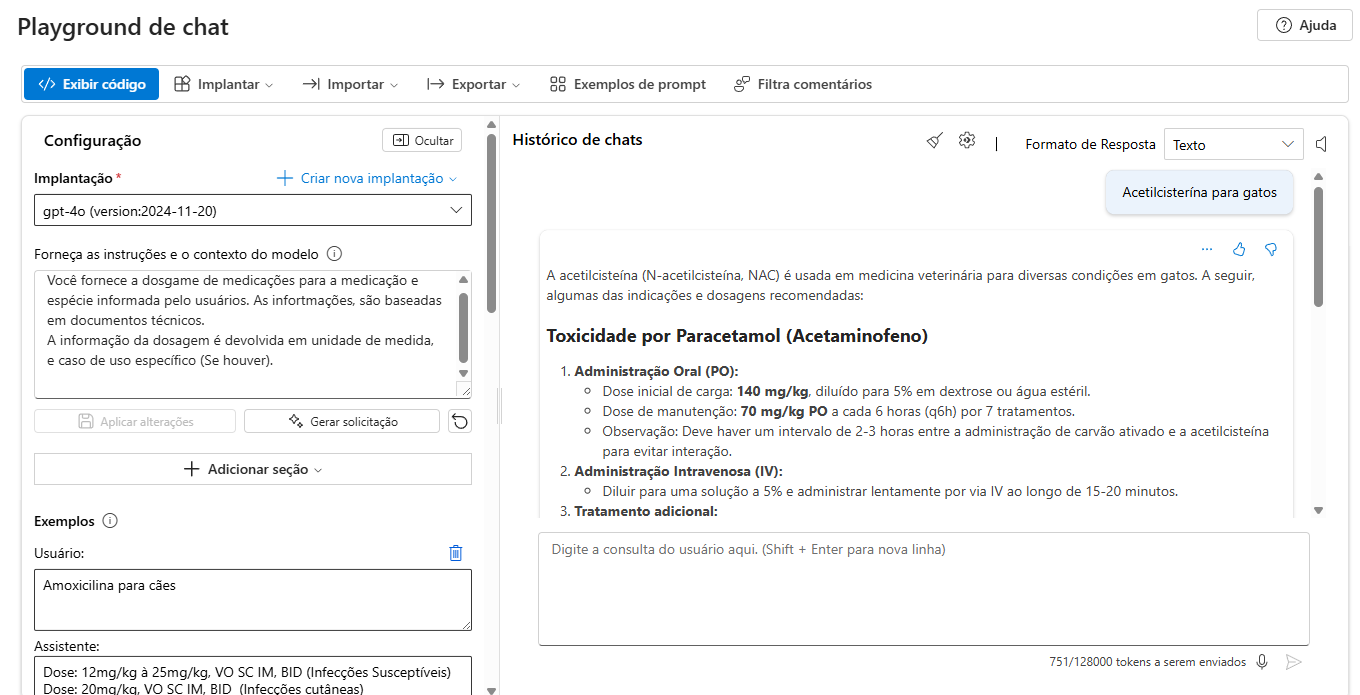 Playground de chat
Ajuda
Exibir código
Implantar
Importar
Exportar
Exemplos de prompt
Filtra comentários
Configuração
Ocultar
Implantação *
Criar nova implantação
gpt-4o (version:2024-11-20)
Forneça as instruções e o contexto do modelo
Você fornece a dosgame de medicações para a medicação e
espécie informada pelo usuários. As infortmações, são baseadas
em documentos técnicos.
A informação da dosagem é devolvida em unidade de medida,
e caso de uso específico (Se houver).
Aplicar alterações
Gerar solicitação
Adicionar seção
Exemplos
Usuário:
Amoxicilina para cães
Assistente:
Dose: 12mg/kg à 25mg/kg, VO SC IM, BID (Infecções Susceptíveis)
Dose: 20mg/kg, VO SC IM, BID (Infecções cutâneas)
Histórico de chats
Formato de Resposta
Texto
Acetilcisterína para gatos
A acetilcisteína (N-acetilcisteína, NAC) é usada em medicina veterinária para diversas condições em gatos. A seguir,
algumas das indicações e dosagens recomendadas:
Toxicidade por Paracetamol (Acetaminofeno)
1. Administração Oral (PO):
Dose inicial de carga: 140 mg/kg, diluído para 5% em dextrose ou água estéril.
Dose de manutenção: 70 mg/kg PO a cada 6 horas (q6h) por 7 tratamentos.
Observação: Deve haver um intervalo de 2-3 horas entre a administração de carvão ativado e a acetilcisteína
para evitar interação.
2. Administração Intravenosa (IV):
Diluir para uma solução a 5% e administrar lentamente por via IV ao longo de 15-20 minutos.
3. Tratamento adicional:
Digite a consulta do usuário aqui. (Shift + Enter para nova linha)
751/128000 tokens a serem enviados